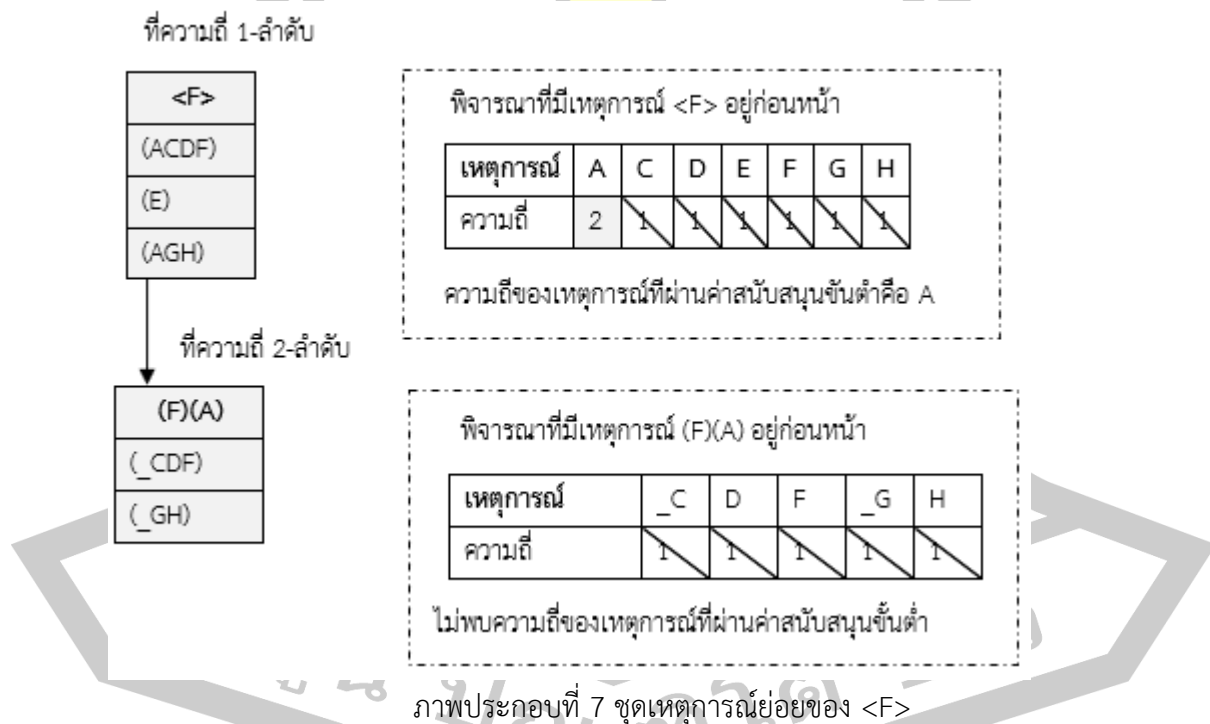 ที่ความถี่ 1-ลำดับ
<F>
(ACDF)
(E)
(AGH)
พิจารณาที่มีเหตุการณ์ <F> อยู่ก่อนหน้า
เหตุการณ์ A C D E F G H
ความถี่ 2 1 1 1 1 1 1
ความถี่ของเหตุการณ์ที่ผ่านค่าสนับสนุนขั้นต่ำคือ A
ที่ความถี่ 2-ลำดับ
(F)(A)
(_CDF)
(_GH)
พิจารณาที่มีเหตุการณ์ (F)(A) อยู่ก่อนหน้า
เหตุการณ์ _C D F _G H
ความถี่ 1 1 1 1 1
ไม่พบความถี่ของเหตุการณ์ที่ผ่านค่าสนับสนุนขั้นต่ำ
ภาพประกอบที่ 7 ชุดเหตุการณ์ย่อยของ <F>